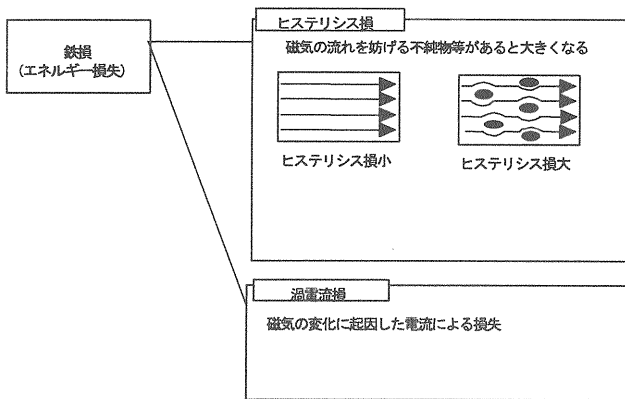 鉄損
(エネルギー損失)
ヒステリシス損
磁気の流れを妨げる不純物等があると大きくなる
ヒステリシス損小
ヒステリシス損大
渦電流損
磁気の変化に起因した電流による損失